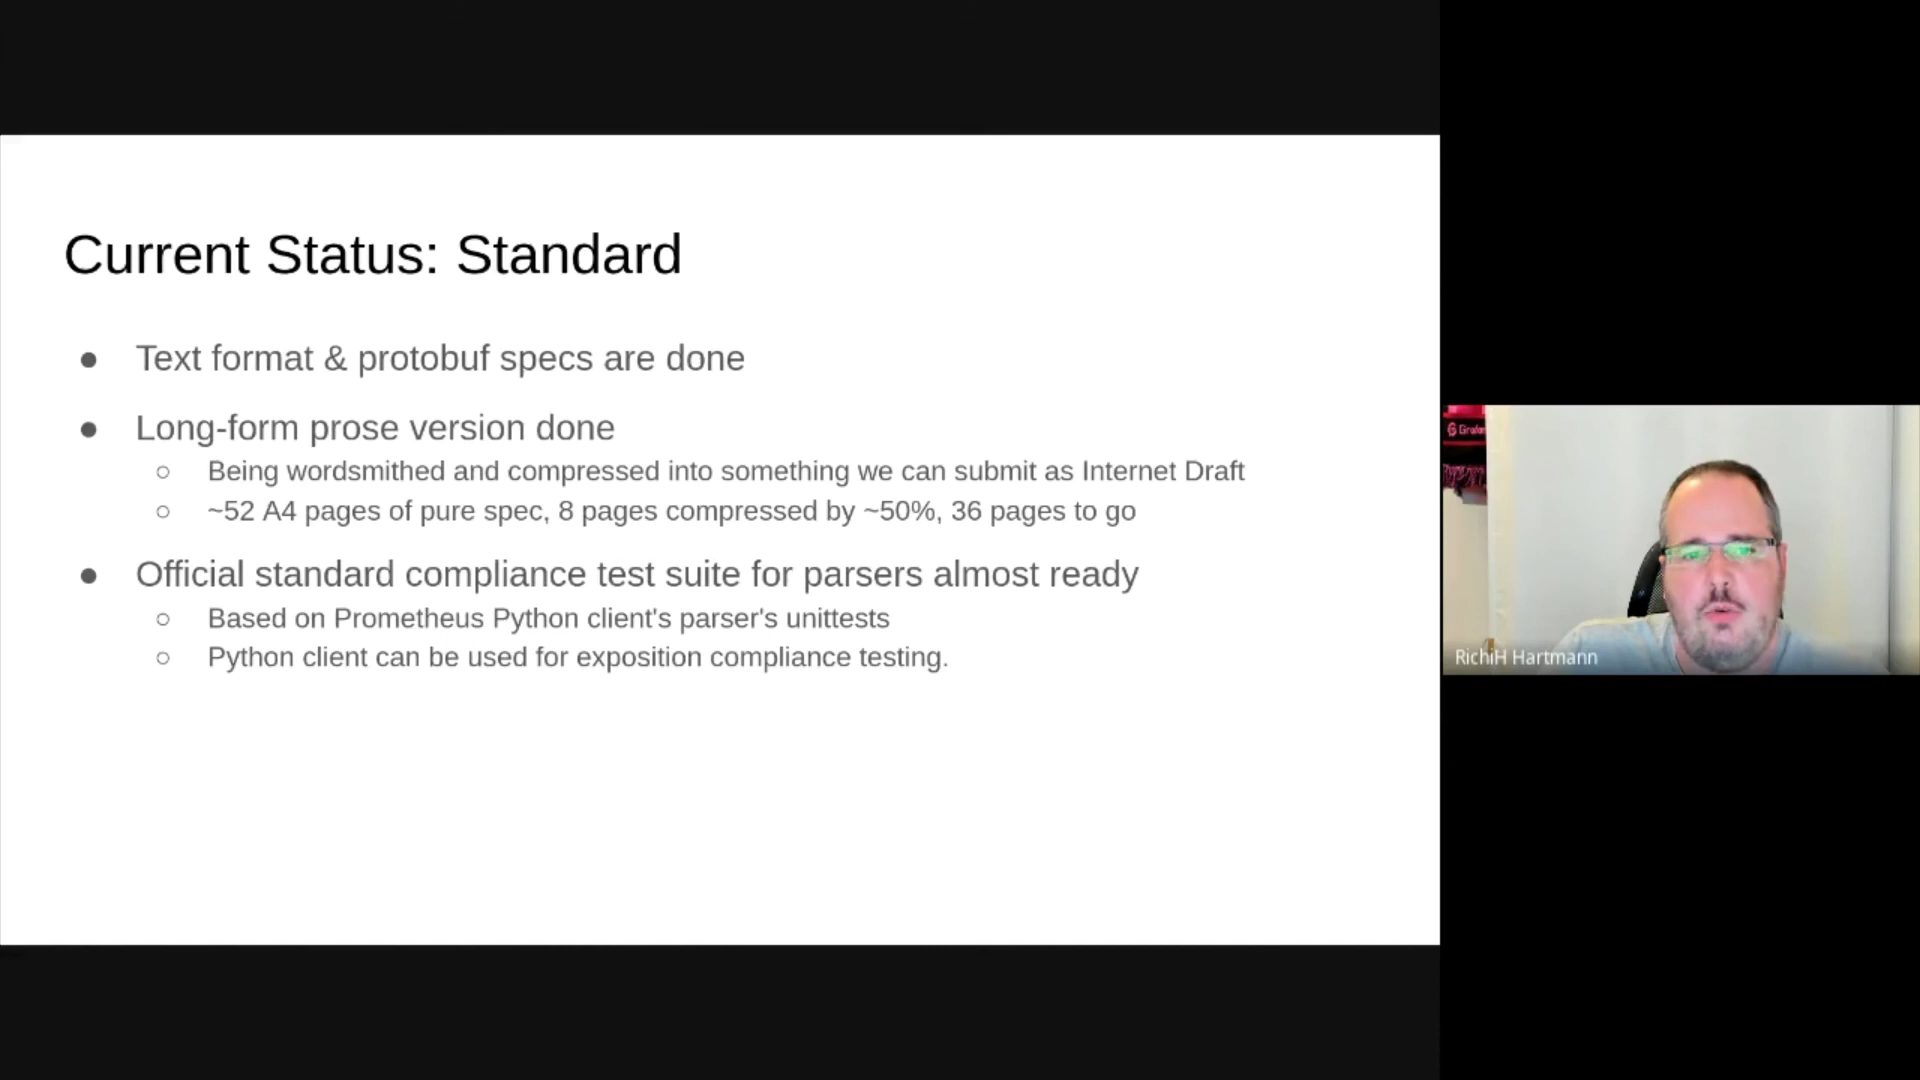 Current Status: Standard
● Text format & protobuf specs are done
● Long-form prose version done
○ Being wordsmithed and compressed into something we can submit as Internet Draft
○ ~52 A4 pages of pure spec, 8 pages compressed by ~50%, 36 pages to go
● Official standard compliance test suite for parsers almost ready
○ Based on Prometheus Python client's parser's unittests
○ Python client can be used for exposition compliance testing.
RichiH Hartmann